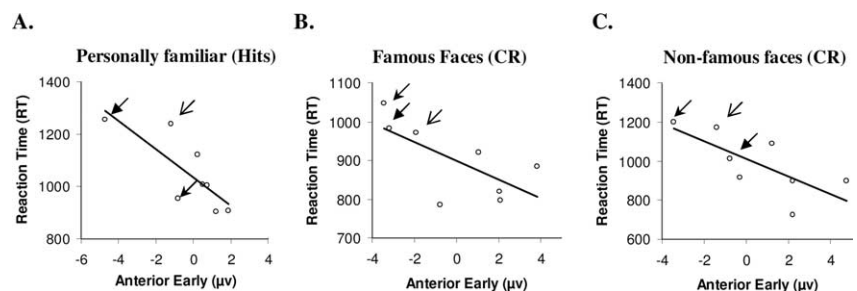 A.
Personally familiar (Hits)
Reaction Time (RT)
1400
1200
1000
800
-6 -4 -2 0 2 4
Anterior Early (μv)
B.
Famous Faces (CR)
Reaction Time (RT)
1100
1000
900
800
700
-4 -2 0 2 4
Anterior Early (μv)
C.
Non-famous faces (CR)
Reaction Time (RT)
1400
1200
1000
800
600
-4 -2 0 2 4
Anterior Early (μv)